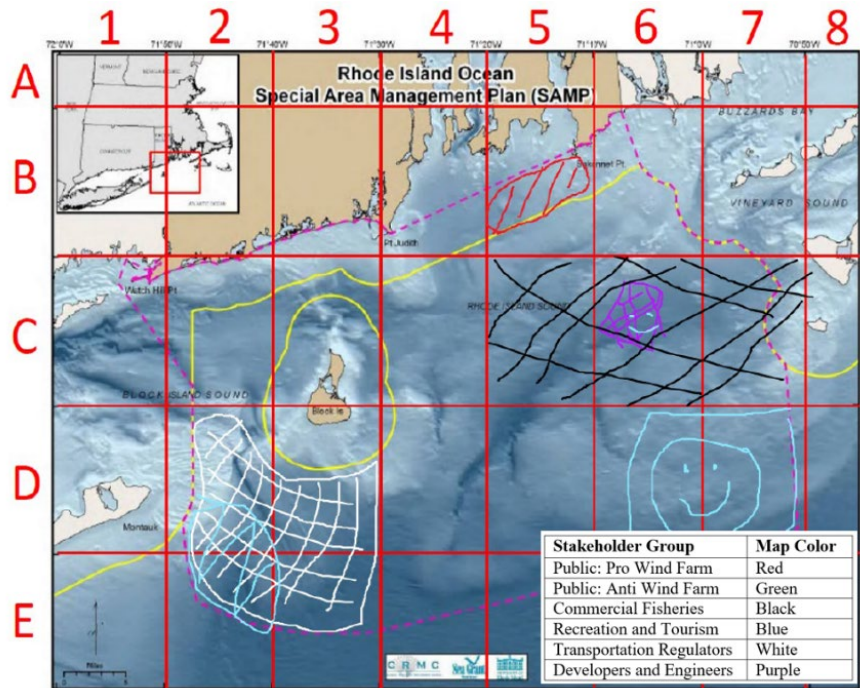 1 2 3 4 5 6 7 8
72°0'W 71°50'W 71°40'W 71°30'W 71°20'W 71°10'W 70°50'W
A
Rhode Island Ocean
Special Area Management Plan (SAMP)
BUZZARDS BAY
B
Sakonnet Pt.
VINEYARD SOUND
Pt Judith
Watch Hill Pt.
C
RHODE ISLAND SOUND
BLOCK ISLAND SOUND
Block Is
D
Montauk
E
Miles
CRMC
Sea Grant
Stakeholder Group Map Color
Public: Pro Wind Farm Red
Public: Anti Wind Farm Green
Commercial Fisheries Black
Recreation and Tourism Blue
Transportation Regulators White
Developers and Engineers Purple